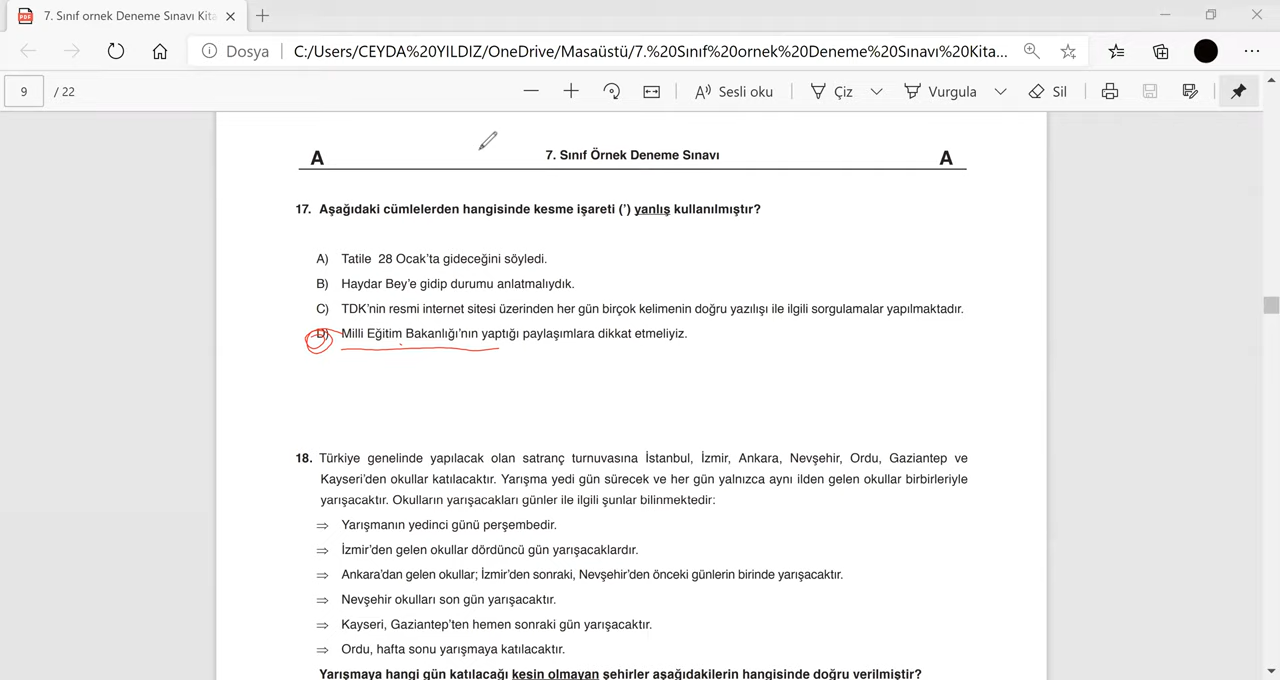 7. Sınıf ornek Deneme Sınavı Kita
Dosya C:/Users/CEYDA%20YILDIZ/OneDrive/Masaüstü/7.%20Sınıf%20ornek%20Deneme%20Sınavı%20Kita...
9 / 22 Sesli oku Çiz Vurgula Sil
A 7. Sınıf Örnek Deneme Sınavı A
17. Aşağıdaki cümlelerden hangisinde kesme işareti (’) yanlış kullanılmıştır?
A) Tatile 28 Ocak’ta gideceğini söyledi.
B) Haydar Bey’e gidip durumu anlatmalıydık.
C) TDK’nin resmi internet sitesi üzerinden her gün birçok kelimenin doğru yazılışı ile ilgili sorgulamalar yapılmaktadır.
D) Milli Eğitim Bakanlığı’nın yaptığı paylaşımlara dikkat etmeliyiz.
18. Türkiye genelinde yapılacak olan satranç turnuvasına İstanbul, İzmir, Ankara, Nevşehir, Ordu, Gaziantep ve
Kayseri’den okullar katılacaktır. Yarışma yedi gün sürecek ve her gün yalnızca aynı ilden gelen okullar birbirleriyle
yarışacaktır. Okulların yarışacakları günler ile ilgili şunlar bilinmektedir:
⇒ Yarışmanın yedinci günü perşembedir.
⇒ İzmir’den gelen okullar dördüncü gün yarışacaklardır.
⇒ Ankara’dan gelen okullar; İzmir’den sonraki, Nevşehir’den önceki günlerin birinde yarışacaktır.
⇒ Nevşehir okulları son gün yarışacaktır.
⇒ Kayseri, Gaziantep’ten hemen sonraki gün yarışacaktır.
⇒ Ordu, hafta sonu yarışmaya katılacaktır.
Yarışmaya hangi gün katılacağı kesin olmayan şehirler aşağıdakilerin hangisinde doğru verilmiştir?